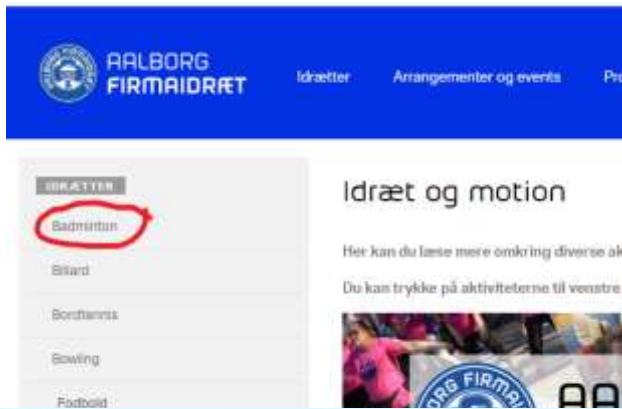 AALBORG
FIRMAIDRÆT
Idrætter
Arrangementer og events
IDRÆTTER
Badminton
Billard
Bordtennis
Bowling
Fodbold
Idræt og motion
Her kan du læse mere omkring diverse
Du kan trykke på aktiviteterne til venstre